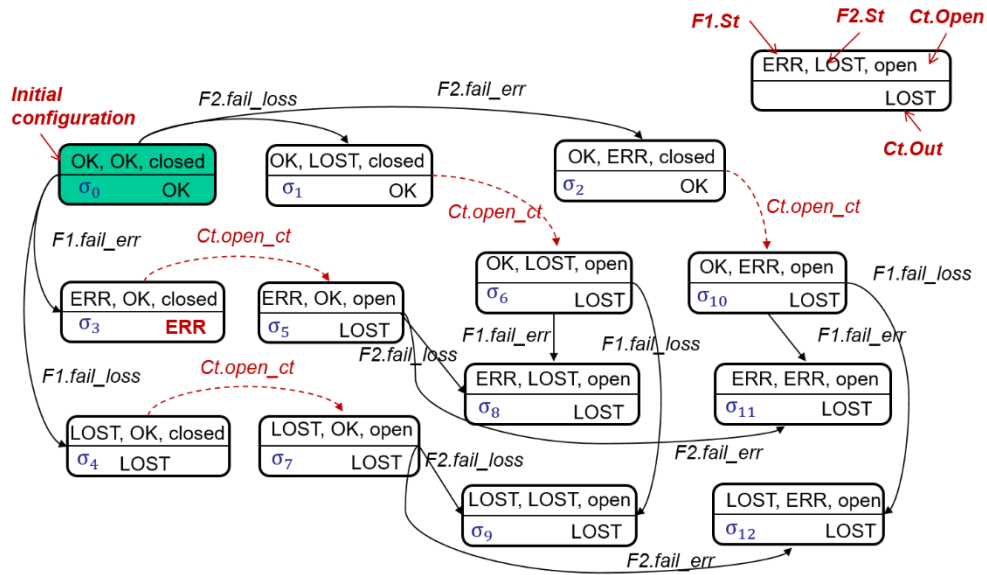 F1.St
F2.St
Ct.Open
ERR, LOST, open
LOST
Ct.Out
Initial
configuration
F2.fail_loss
F2.fail_err
OK, OK, closed
σ0 OK
OK, LOST, closed
σ1 OK
OK, ERR, closed
σ2 OK
F1.fail_err
Ct.open_ct
Ct.open_ct
Ct.open_ct
ERR, OK, closed
σ3 ERR
ERR, OK, open
σ5 LOST
OK, LOST, open
σ6 LOST
OK, ERR, open
σ10 LOST
F1.fail_loss
F1.fail_loss
Ct.open_ct
F2.fail_loss
F1.fail_err
F1.fail_loss
F1.fail_err
ERR, LOST, open
σ8 LOST
ERR, ERR, open
σ11 LOST
LOST, OK, closed
σ4 LOST
LOST, OK, open
σ7 LOST
F2.fail_loss
F2.fail_err
LOST, LOST, open
σ9 LOST
LOST, ERR, open
σ12 LOST
F2.fail_err